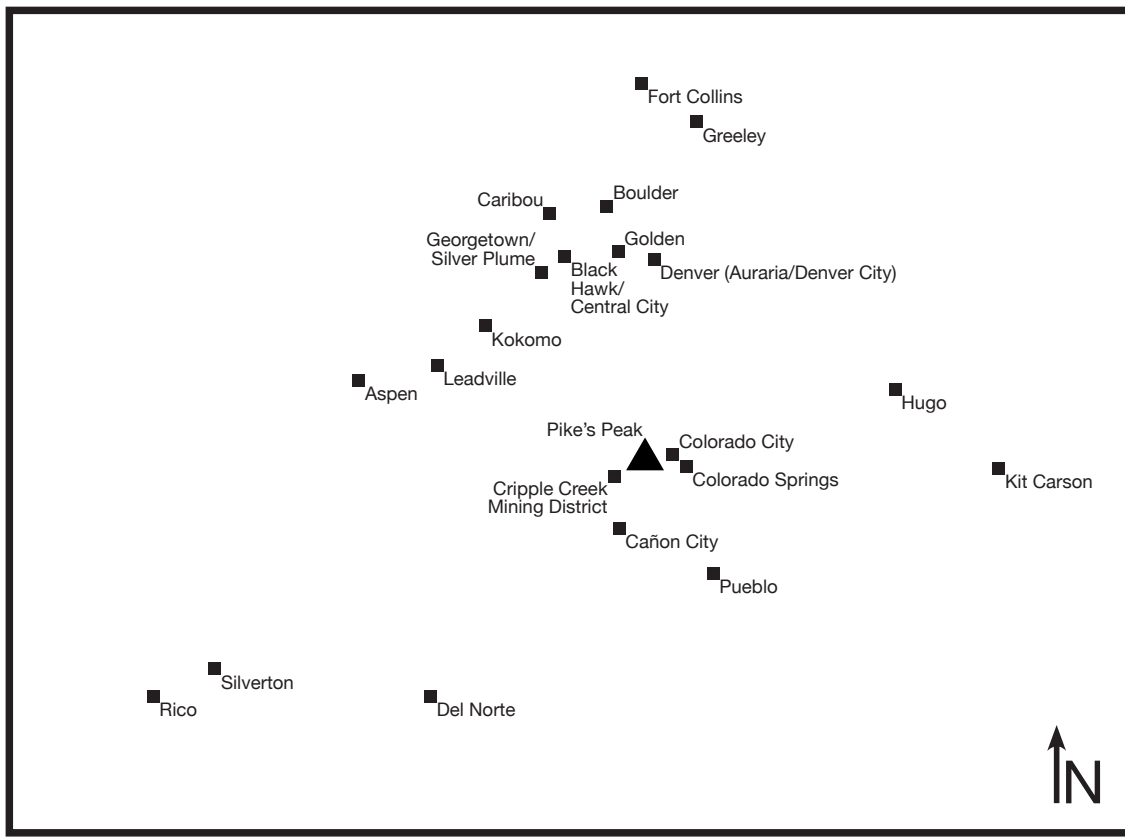 Fort Collins
Greeley
Boulder
Caribou
Georgetown/
Silver Plume
Golden
Black
Hawk/
Central City
Denver (Auraria/Denver City)
Kokomo
Leadville
Aspen
Hugo
Pike’s Peak
Colorado City
Colorado Springs
Kit Carson
Cripple Creek
Mining District
Cañon City
Pueblo
Silverton
Rico
Del Norte
N